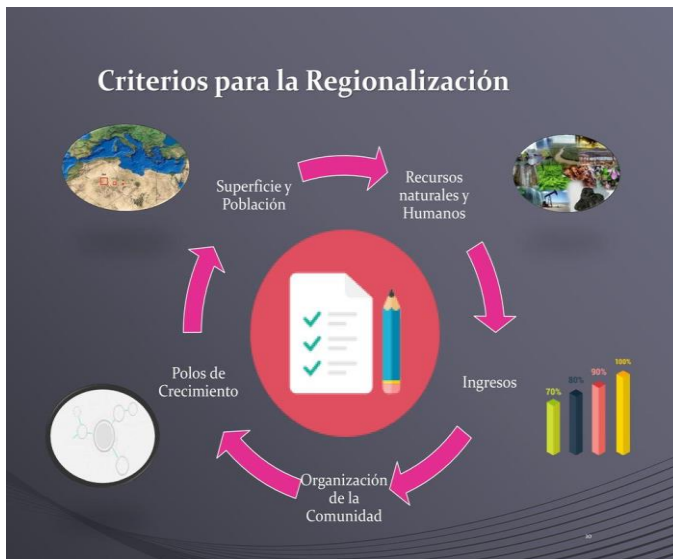 Criterios para la Regionalización
Superficie y
Población
Recursos
naturales y
Humanos
Ingresos
70%
80%
90%
100%
Organización
de la
Comunidad
Polos de
Crecimiento